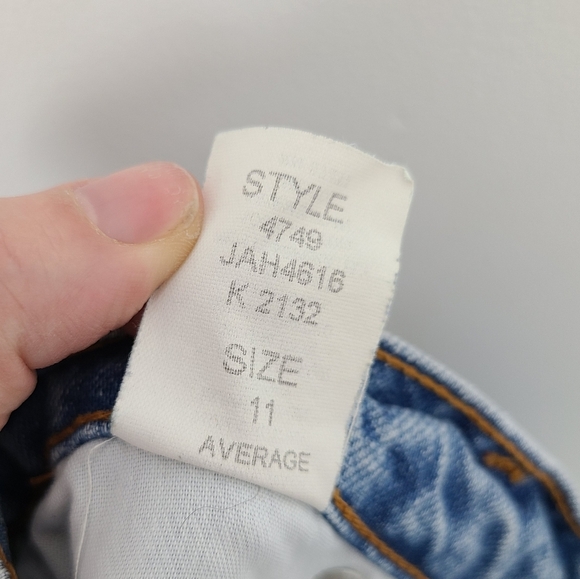 STYLE
4749
JAH4616
K 2132
SIZE
11
AVERAGE